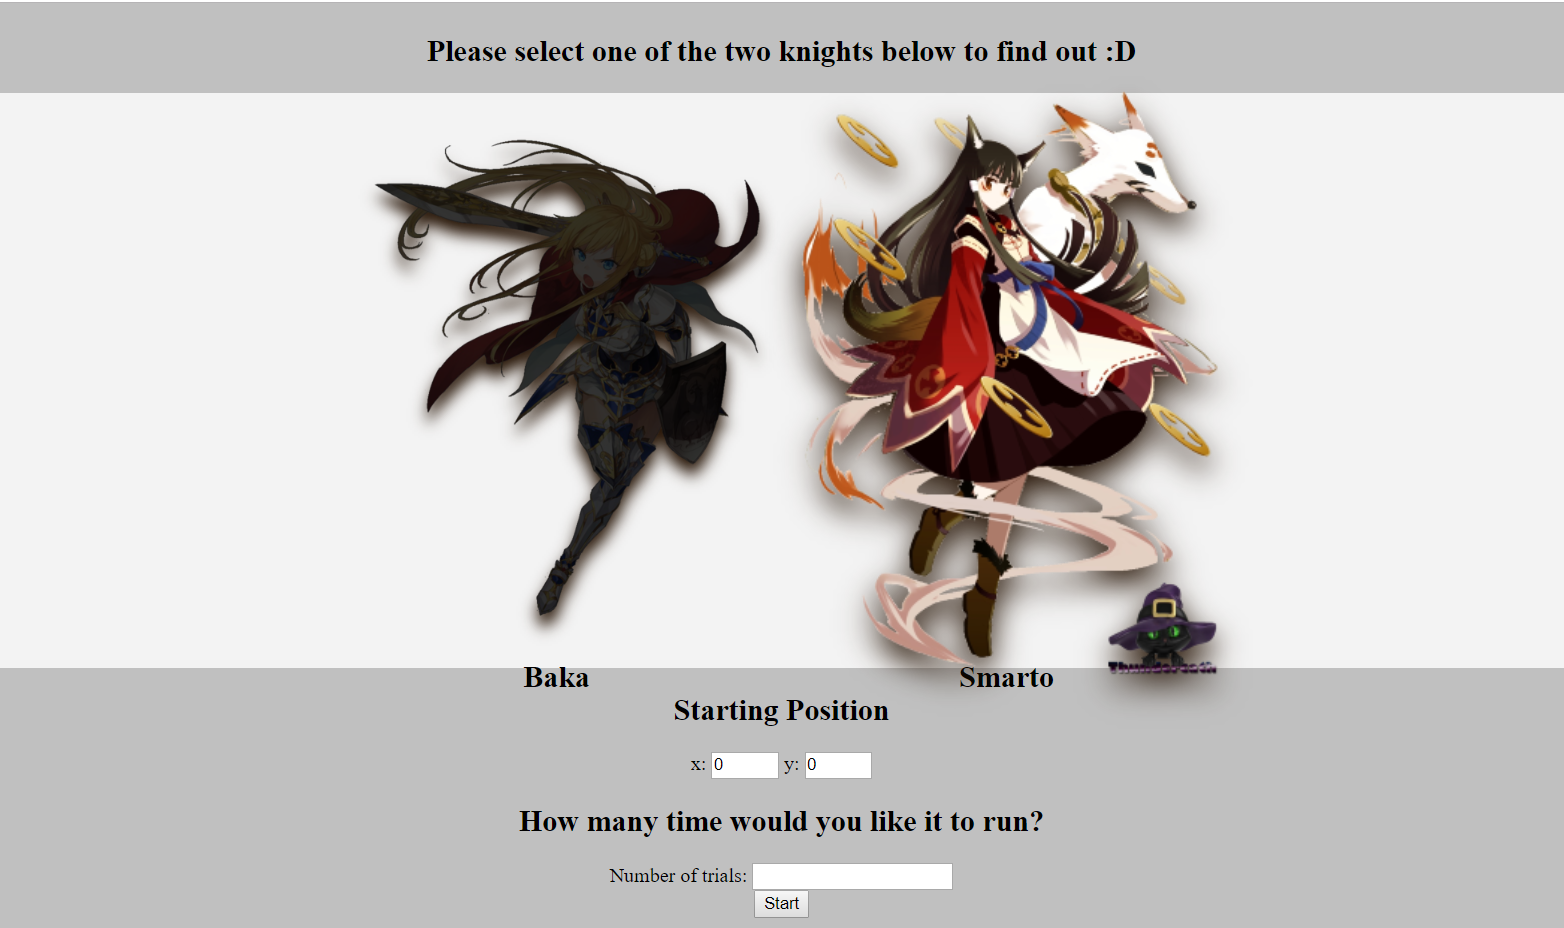 Please select one of the two knights below to find out :D
Baka Smarto
Starting Position
x: 0 y: 0
How many time would you like it to run?
Number of trials:
Start